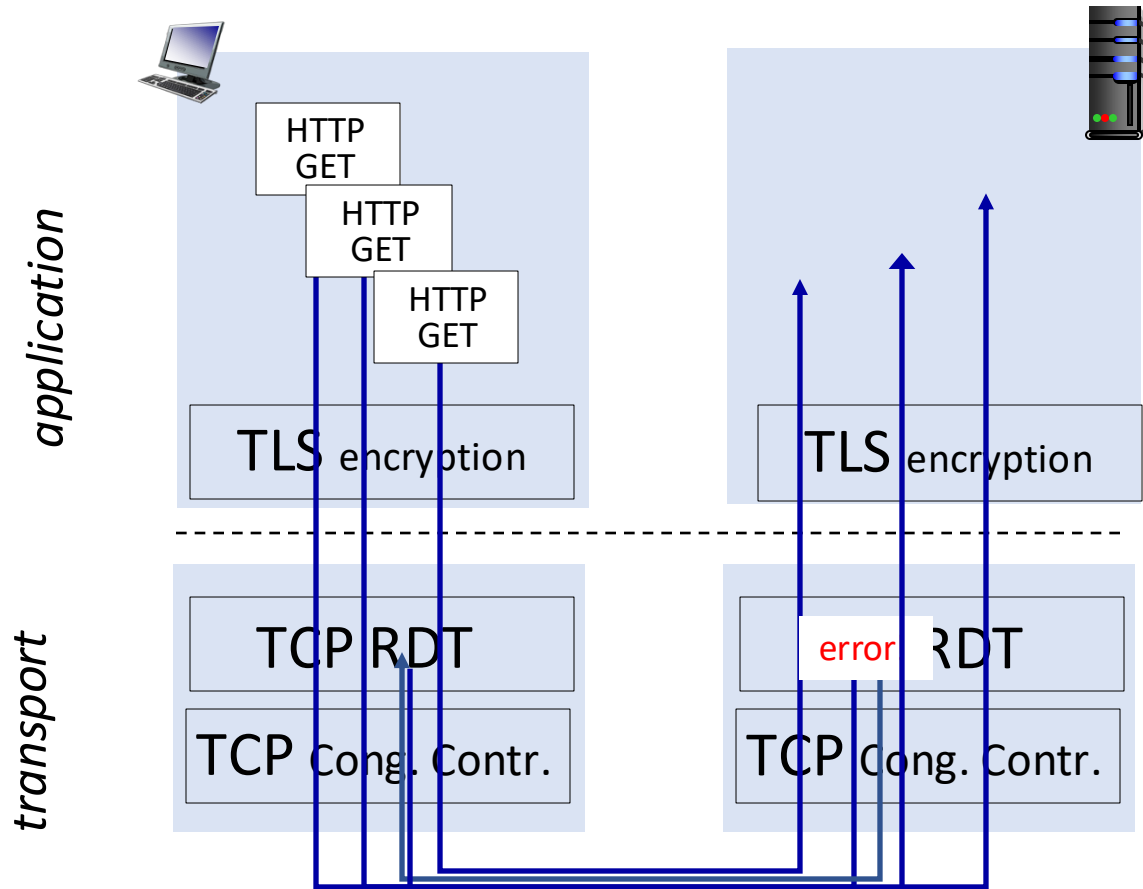 application
HTTP
GET
HTTP
GET
HTTP
GET
TLS encryption
TLS encryption
transport
TCP RDT
error RDT
TCP Cong. Contr.
TCP Cong. Contr.